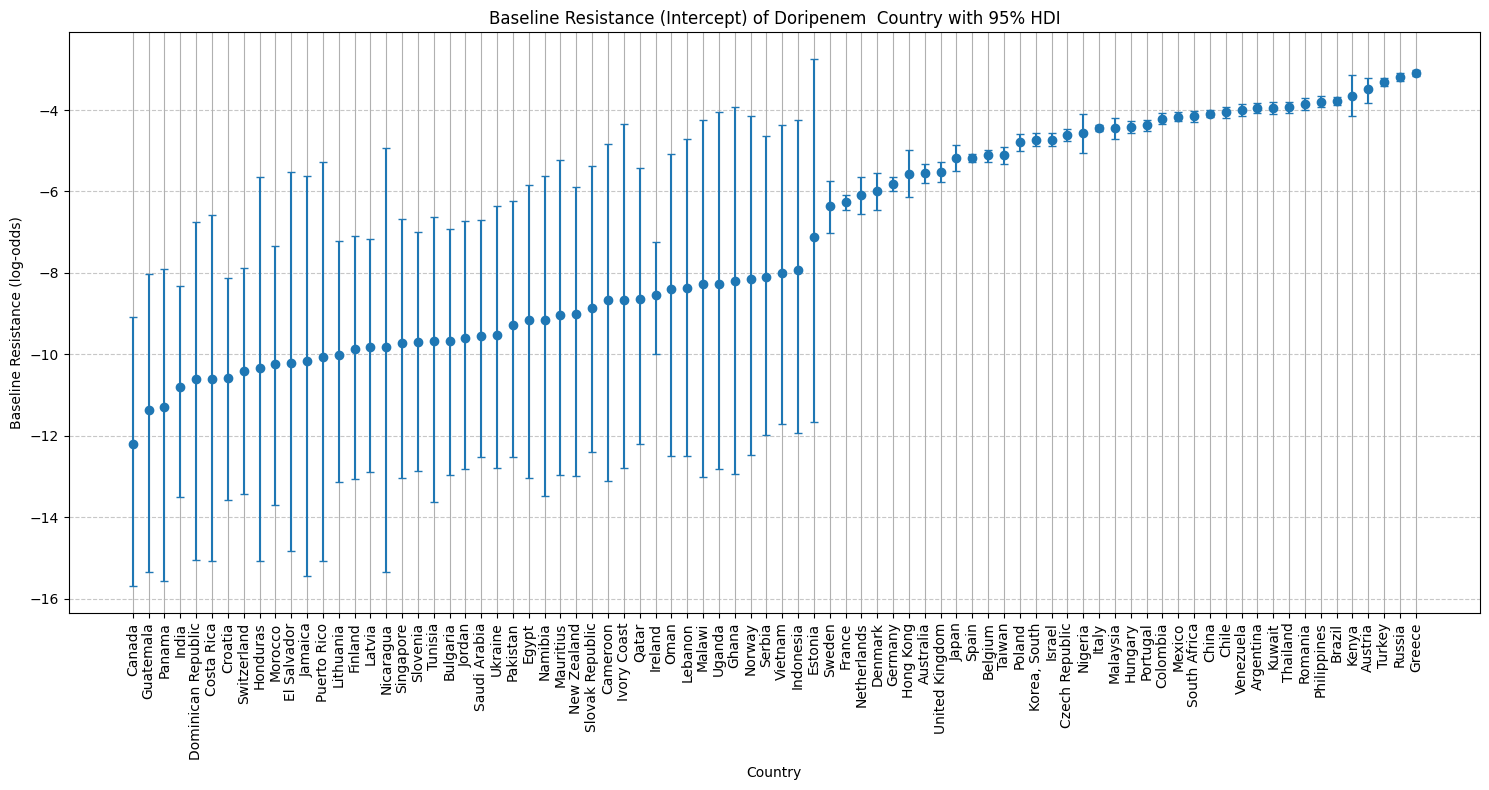 Baseline Resistance (Intercept) of Doripenem  Country with 95% HDI
Baseline Resistance (log-odds)
−4
−6
−8
−10
−12
−14
−16
Canada
Guatemala
Panama
India
Dominican Republic
Costa Rica
Croatia
Switzerland
Honduras
Morocco
El Salvador
Jamaica
Puerto Rico
Lithuania
Finland
Latvia
Nicaragua
Singapore
Slovenia
Tunisia
Bulgaria
Jordan
Saudi Arabia
Ukraine
Pakistan
Egypt
Namibia
Mauritius
New Zealand
Slovak Republic
Cameroon
Ivory Coast
Qatar
Ireland
Oman
Lebanon
Malawi
Uganda
Ghana
Norway
Serbia
Vietnam
Indonesia
Estonia
Sweden
France
Netherlands
Denmark
Germany
Hong Kong
Australia
United Kingdom
Japan
Spain
Belgium
Taiwan
Poland
Korea, South
Israel
Czech Republic
Nigeria
Italy
Malaysia
Hungary
Portugal
Colombia
Mexico
South Africa
China
Chile
Venezuela
Argentina
Kuwait
Thailand
Romania
Philippines
Brazil
Kenya
Austria
Turkey
Russia
Greece
Country